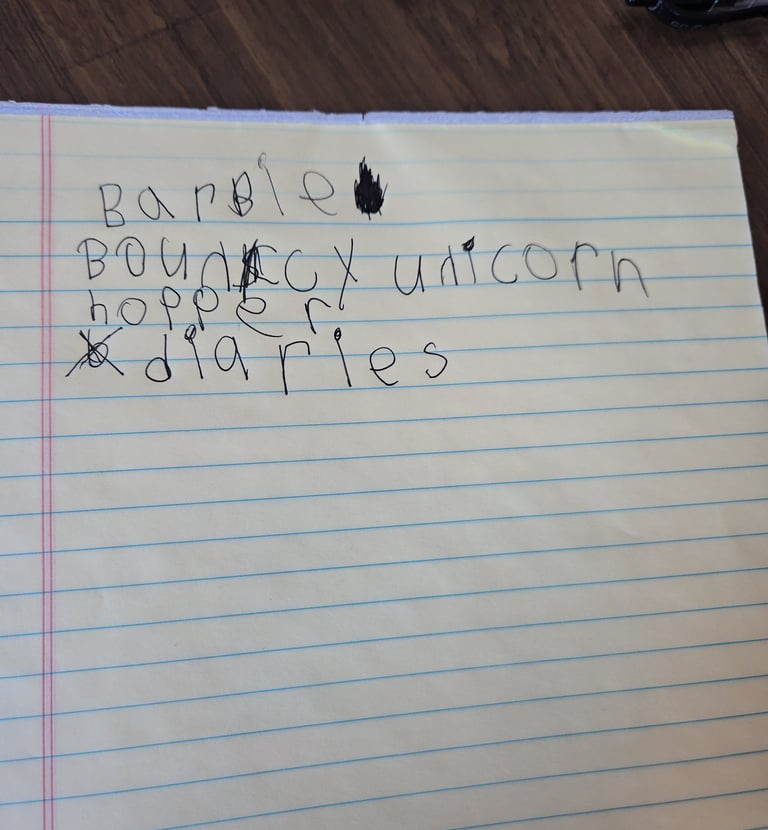 BarBie
Bouncy unicorn
hopper
diaries